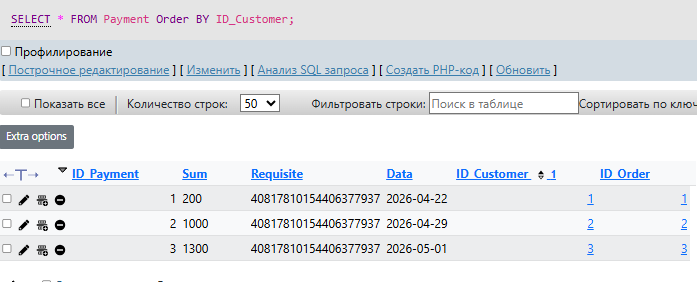 SELECT * FROM Payment Order BY ID_Customer;
Профилирование
[ Построчное редактирование ] [ Изменить ] [ Анализ SQL запроса ] [ Создать PHP-код ] [ Обновить ]
Показать все Количество строк: 50 Фильтровать строки: Поиск в таблице Сортировать по ключ
Extra options
←T→ ID_Payment Sum Requisite Data ID_Customer 1 ID_Order
1 200 40817810154406377937 2026-04-22 1 1
2 1000 40817810154406377937 2026-04-29 2 2
3 1300 40817810154406377937 2026-05-01 3 3